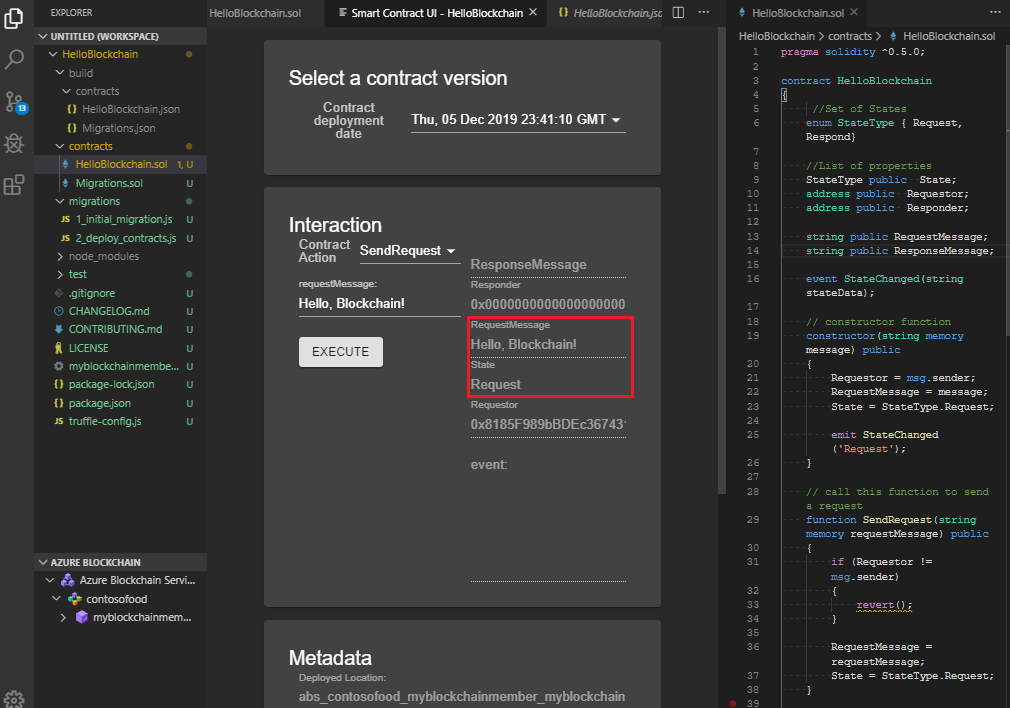 EXPLORER
UNTITLED (WORKSPACE)
HelloBlockchain
build
contracts
HelloBlockchain.json
Migrations.json
contracts
HelloBlockchain.sol 1, U
Migrations.sol U
migrations
JS 1_initial_migration.js U
JS 2_deploy_contracts.js U
node_modules
test
.gitignore U
CHANGELOG.md U
CONTRIBUTING.md U
LICENSE U
myblockchainmembe... U
package-lock.json U
package.json U
JS truffle-config.js U
13
AZURE BLOCKCHAIN
Azure Blockchain Servi...
contosofood
myblockchainmem...
HelloBlockchain.sol
Smart Contract UI - HelloBlockchain
HelloBlockchain.jso
Select a contract version
Contract
deployment
date
Thu, 05 Dec 2019 23:41:10 GMT
Interaction
Contract
Action
SendRequest
requestMessage:
Hello, Blockchain!
EXECUTE
ResponseMessage
Responder
0x0000000000000000000
RequestMessage
Hello, Blockchain!
State
Request
Requestor
0x8185F989bBDEc36743
event:
Metadata
Deployed Location:
abs_contosofood_myblockchainmember_myblockchain
HelloBlockchain.sol
HelloBlockchain > contracts > HelloBlockchain.sol
1 pragma solidity ^0.5.0;
2
3 contract HelloBlockchain
4 {
5 //Set of States
6 enum StateType { Request,
Respond}
7
8 //List of properties
9 StateType public State;
10 address public Requestor;
11 address public Responder;
12
13 string public RequestMessage;
14 string public ResponseMessage;
15
16 event StateChanged(string
stateData);
17
18 // constructor function
19 constructor(string memory
message) public
20 {
21 Requestor = msg.sender;
22 RequestMessage = message;
23 State = StateType.Request;
24
25 emit StateChanged
('Request');
26 }
27
28 // call this function to send
a request
29 function SendRequest(string
memory requestMessage) public
30 {
31 if (Requestor !=
msg.sender)
32 {
33 revert();
34 }
35
36 RequestMessage =
requestMessage;
37 State = StateType.Request;
38 }
39